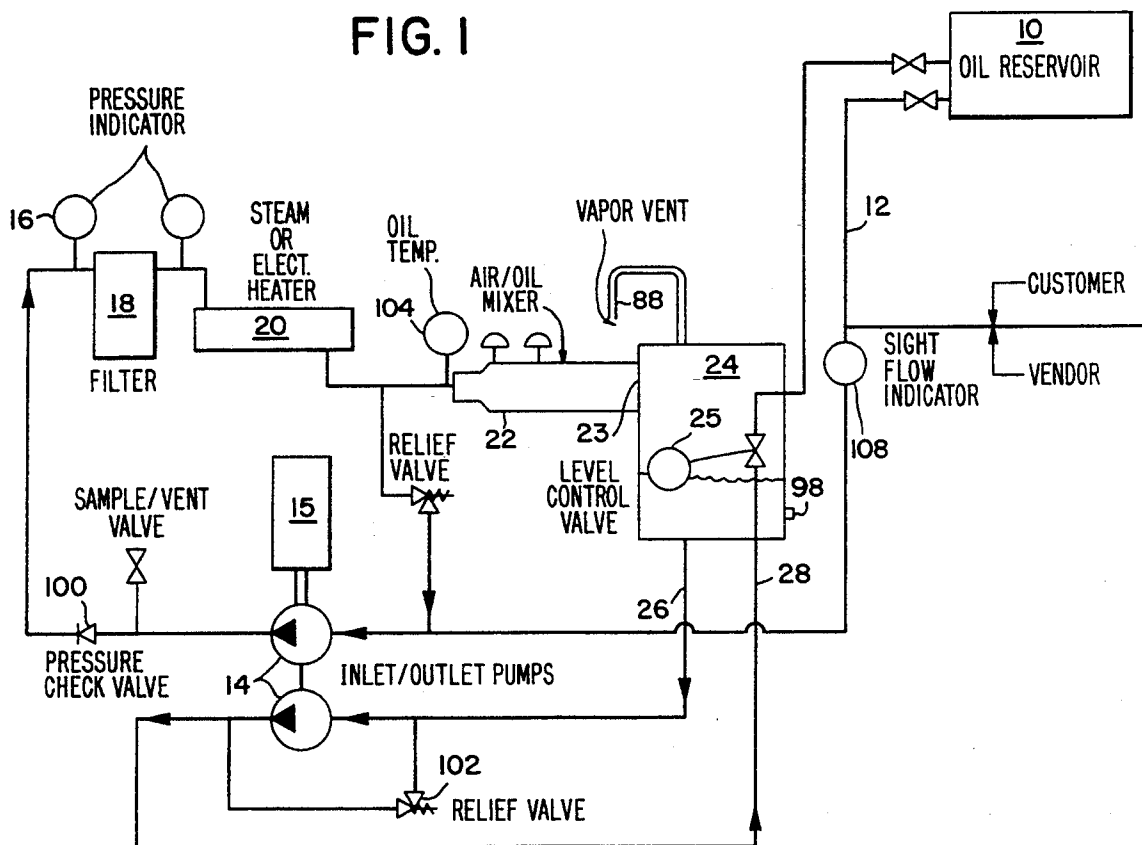 FIG. 1
10
OIL RESERVOIR
PRESSURE
INDICATOR
16
18
FILTER
STEAM
OR
ELECT.
HEATER
20
OIL
TEMP.
104
AIR/OIL
MIXER
22
VAPOR VENT
88
12
CUSTOMER
VENDOR
SIGHT
FLOW
INDICATOR
108
24
23
25
LEVEL
CONTROL
VALVE
98
RELIEF
VALVE
15
SAMPLE/VENT
VALVE
100
PRESSURE
CHECK VALVE
14
INLET/OUTLET PUMPS
26
28
102
RELIEF VALVE